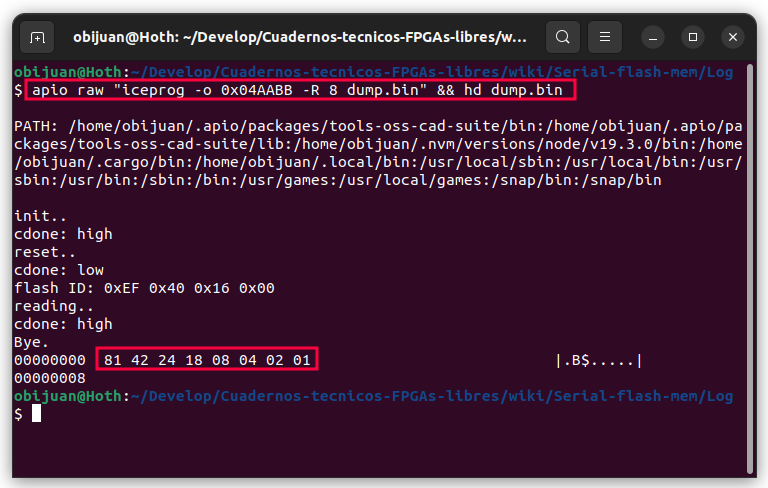 obijuan@Hoth: ~/Develop/Cuadernos-tecnicos-FPGAs-libres/w...
obijuan@Hoth:~/Develop/Cuadernos-tecnicos-FPGAs-libres/wiki/Serial-flash-mem/Log
$ apio raw "iceprog -o 0x04AABB -R 8 dump.bin" && hd dump.bin
PATH: /home/obijuan/.apio/packages/tools-oss-cad-suite/bin:/home/obijuan/.apio/pa
ckages/tools-oss-cad-suite/lib:/home/obijuan/.nvm/versions/node/v19.3.0/bin:/home
/obijuan/.cargo/bin:/home/obijuan/.local/bin:/usr/local/sbin:/usr/local/bin:/usr/
sbin:/usr/bin:/sbin:/bin:/usr/games:/usr/local/games:/snap/bin:/snap/bin
init..
cdone: high
reset..
cdone: low
flash ID: 0xEF 0x40 0x16 0x00
reading..
cdone: high
Bye.
00000000  81 42 24 18 08 04 02 01                           |.B$.....|
00000008
obijuan@Hoth:~/Develop/Cuadernos-tecnicos-FPGAs-libres/wiki/Serial-flash-mem/Log
$